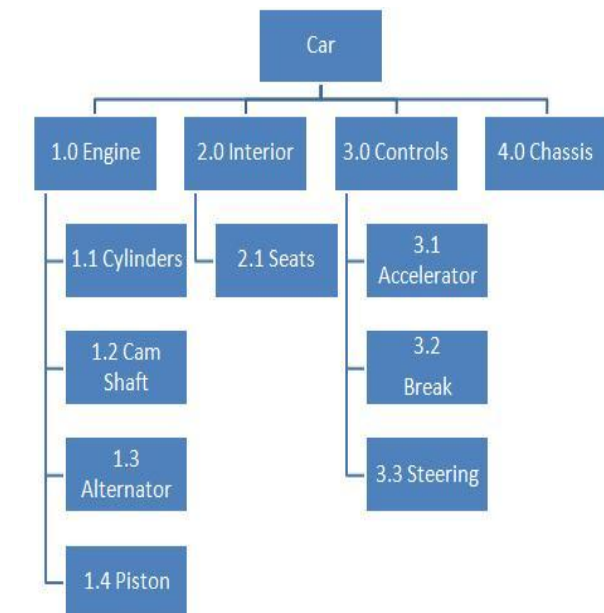 Car
1.0 Engine
2.0 Interior
3.0 Controls
4.0 Chassis
1.1 Cylinders
2.1 Seats
3.1
Accelerator
1.2 Cam
Shaft
3.2
Break
1.3
Alternator
3.3 Steering
1.4 Piston